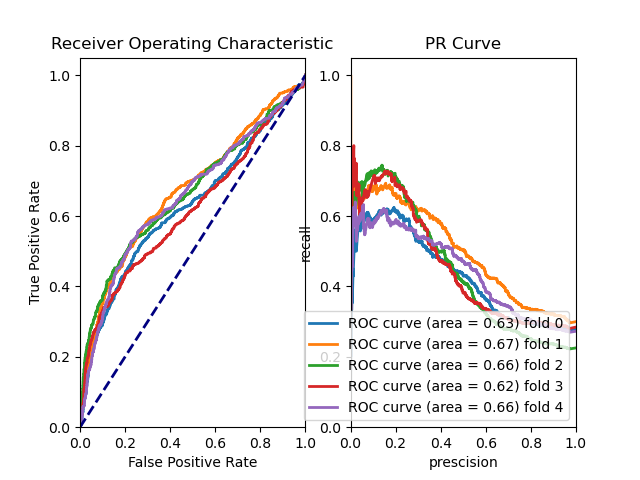 Receiver Operating Characteristic
True Positive Rate
1.0
0.8
0.6
0.4
0.2
0.0
0.0 0.2 0.4 0.6 0.8 1.0
False Positive Rate
PR Curve
recall
1.0
0.8
0.6
0.4
0.2
0.0
0.0 0.2 0.4 0.6 0.8 1.0
prescision
ROC curve (area = 0.63) fold 0
ROC curve (area = 0.67) fold 1
ROC curve (area = 0.66) fold 2
ROC curve (area = 0.62) fold 3
ROC curve (area = 0.66) fold 4